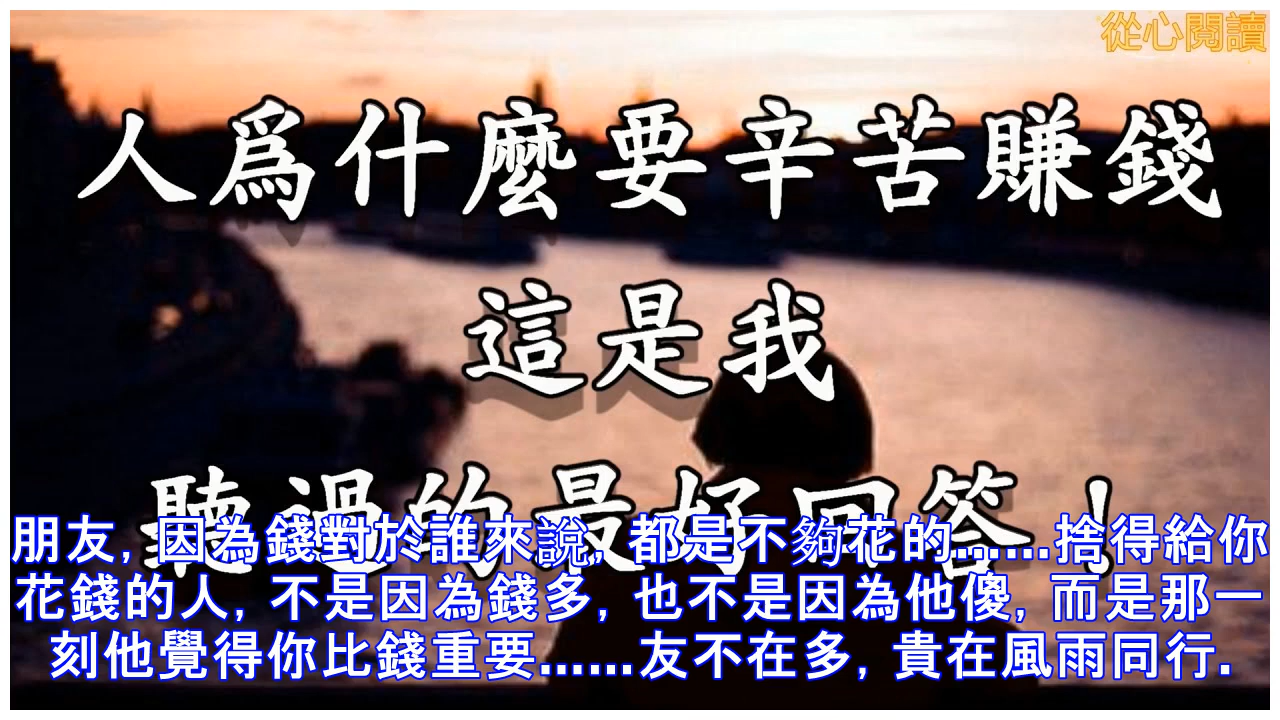 從心閱讀
人爲什麼要辛苦賺錢
這是我
聽過的最好回答！
朋友, 因為錢對於誰來說, 都是不夠花的......捨得給你
花錢的人, 不是因為錢多, 也不是因為他傻, 而是那一
刻他覺得你比錢重要......友不在多, 貴在風雨同行.